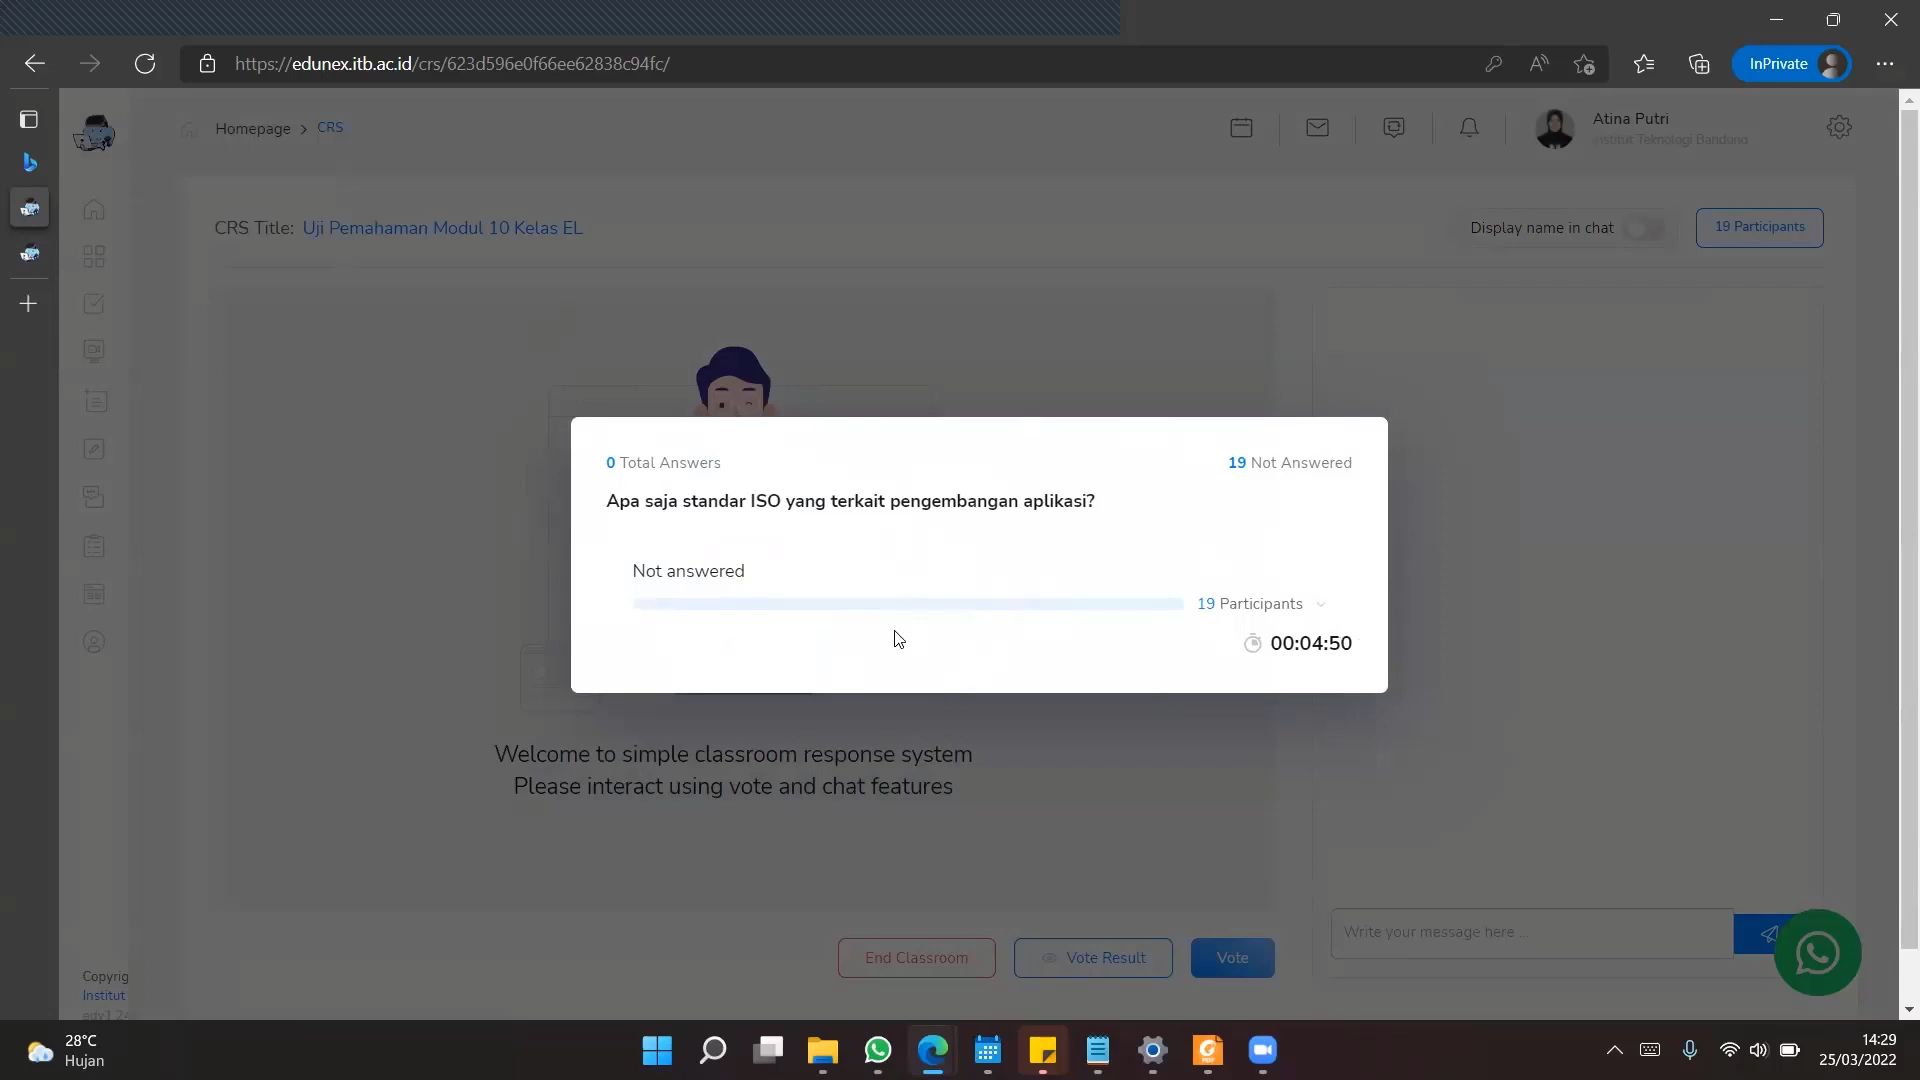 https://edunex.itb.ac.id/crs/623d596e0f66ee62838c94fc/
InPrivate
Homepage > CRS
Atina Putri
Institut Teknologi Bandung
CRS Title: Uji Pemahaman Modul 10 Kelas EL
Display name in chat
19 Participants
0 Total Answers
19 Not Answered
Apa saja standar ISO yang terkait pengembangan aplikasi?
Not answered
19 Participants
00:04:50
Welcome to simple classroom response system
Please interact using vote and chat features
Write your message here ...
End Classroom
Vote Result
Vote
Copyrig
Institut
28°C
Hujan
14:29
25/03/2022